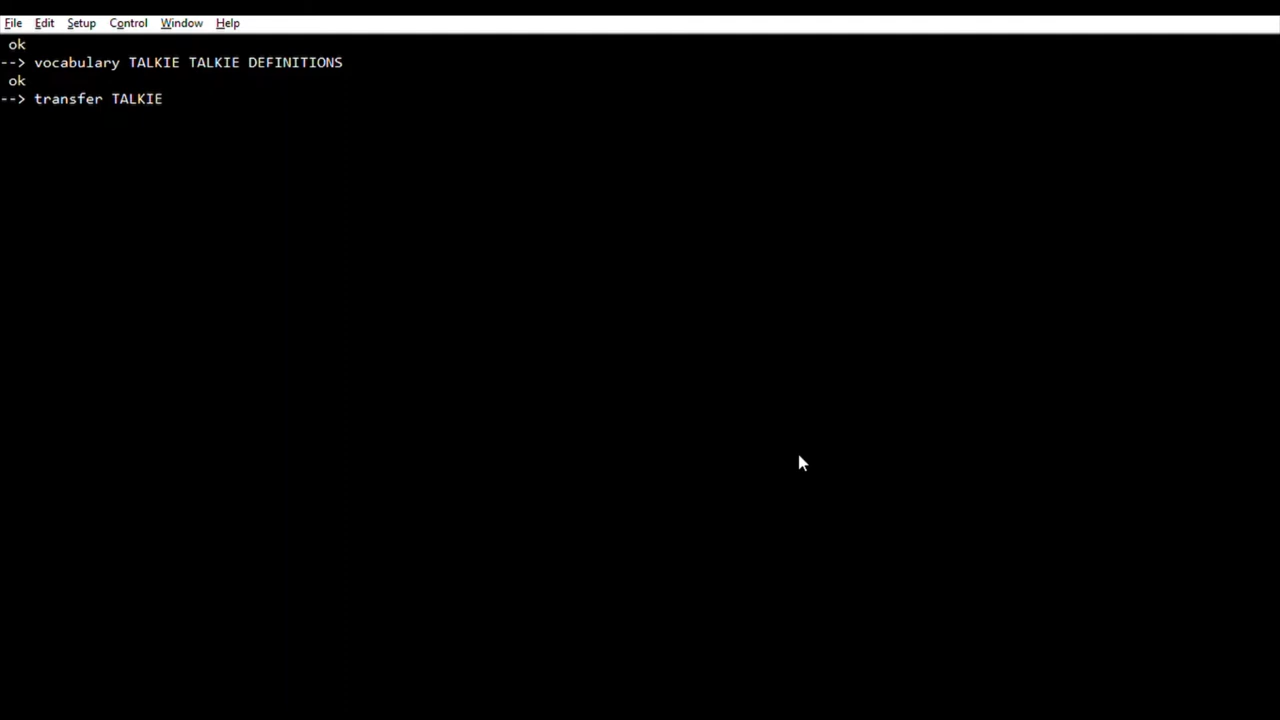 File Edit Setup Control Window Help
ok
--> vocabulary TALKIE TALKIE DEFINITIONS
ok
--> transfer TALKIE